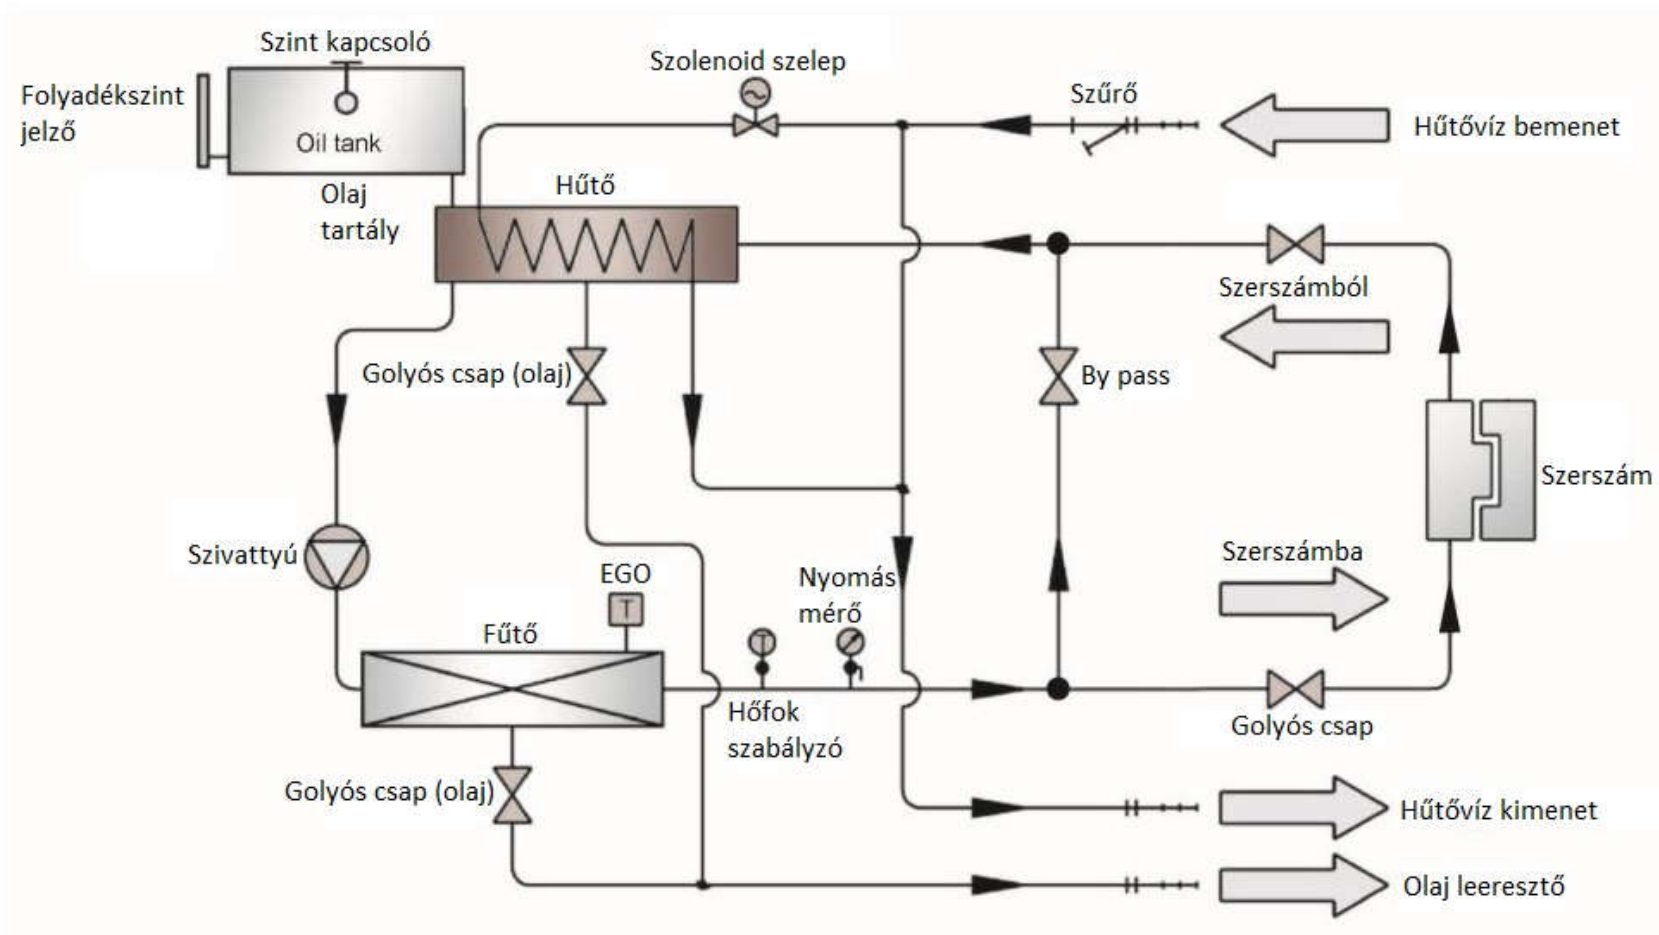 Szint kapcsoló
Szolenoid szelep
Folyadékszint
jelző
Szűrő
Hűtővíz bemenet
Oil tank
Olaj
tartály
Hűtő
Szerszámból
Golyós csap (olaj)
By pass
Szerszám
Szivattyú
Szerszámba
EGO
T
Nyomás
mérő
Fűtő
T
Hőfok
szabályzó
Golyós csap
Golyós csap (olaj)
Hűtővíz kimenet
Olaj leeresztő